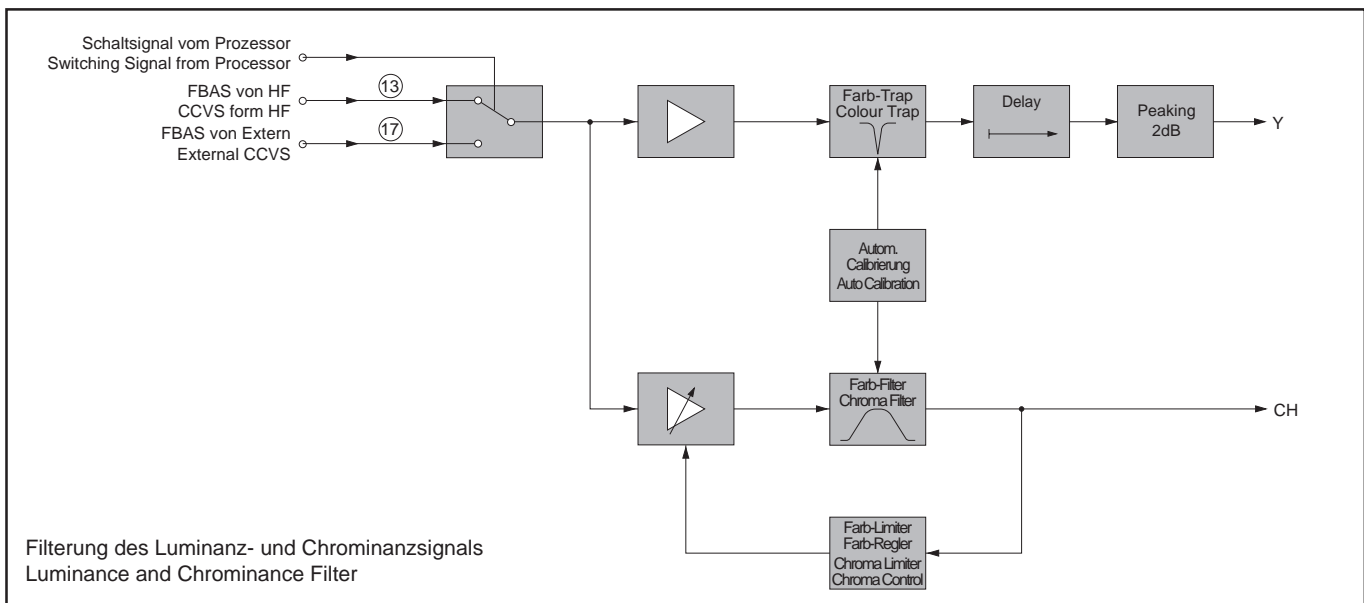 Schaltsignal vom Prozessor
Switching Signal from Processor
FBAS von HF
CCVS form HF
13
FBAS von Extern
External CCVS
17
Farb-Trap
Colour Trap
Delay
Peaking
2dB
Y
Autom.
Calibrierung
Auto Calibration
Farb-Filter
Chroma Filter
CH
Farb-Limiter
Farb-Regler
Chroma Limiter
Chroma Control
Filterung des Luminanz- und Chrominanzsignals
Luminance and Chrominance Filter